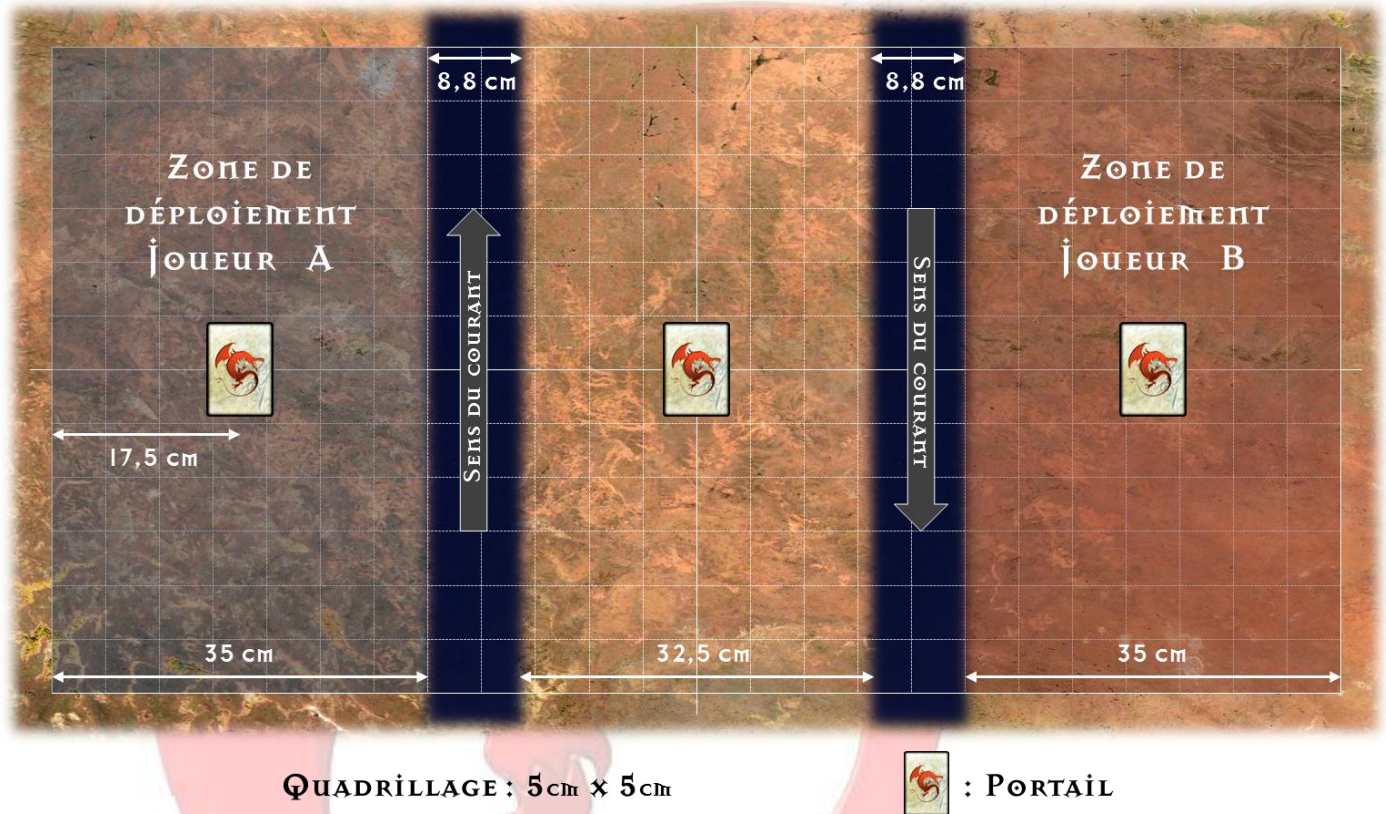 8,8 cm
8,8 cm
Zone de
déploiement
Joueur A
Zone de
déploiement
Joueur B
Sens du courant
Sens du courant
17,5 cm
35 cm
32,5 cm
35 cm
Quadrillage : 5cm x 5cm
: Portail